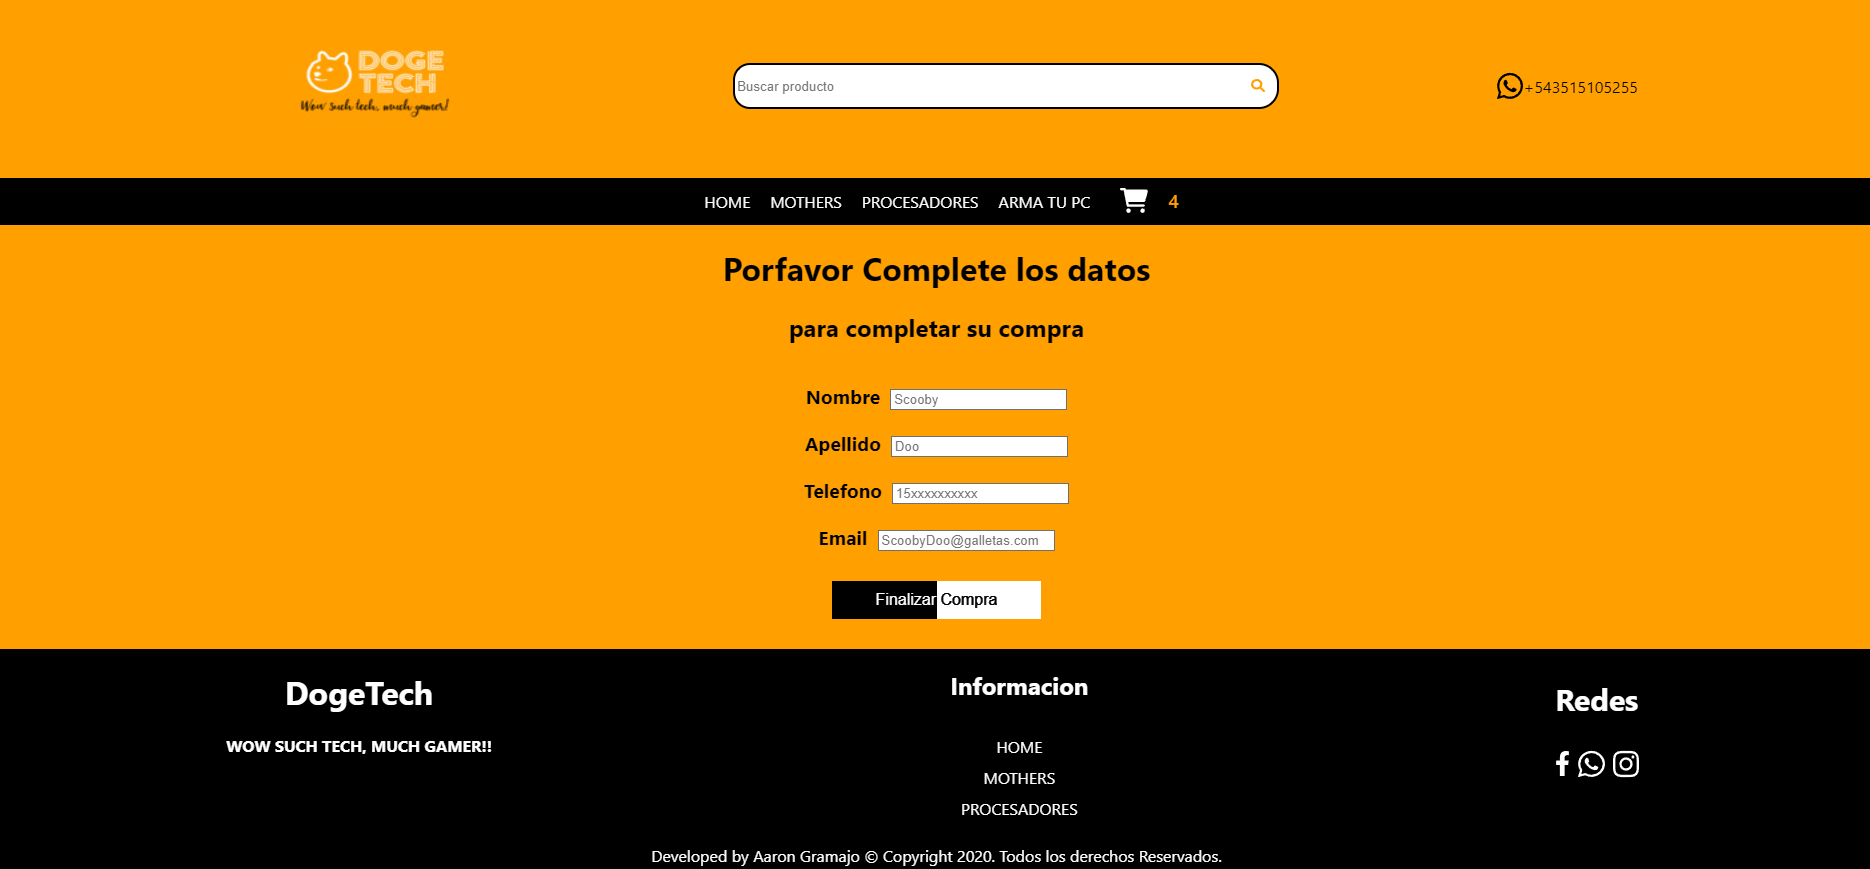 DOGE
TECH
Wow such tech, much gamer!
Buscar producto
+543515105255
HOME MOTHERS PROCESADORES ARMA TU PC 4
Porfavor Complete los datos
para completar su compra
Nombre Scooby
Apellido Doo
Telefono 15xxxxxxxxxx
Email ScoobyDoo@galletas.com
Finalizar Compra
DogeTech
WOW SUCH TECH, MUCH GAMER!!
Informacion
HOME
MOTHERS
PROCESADORES
Redes
Developed by Aaron Gramajo © Copyright 2020. Todos los derechos Reservados.